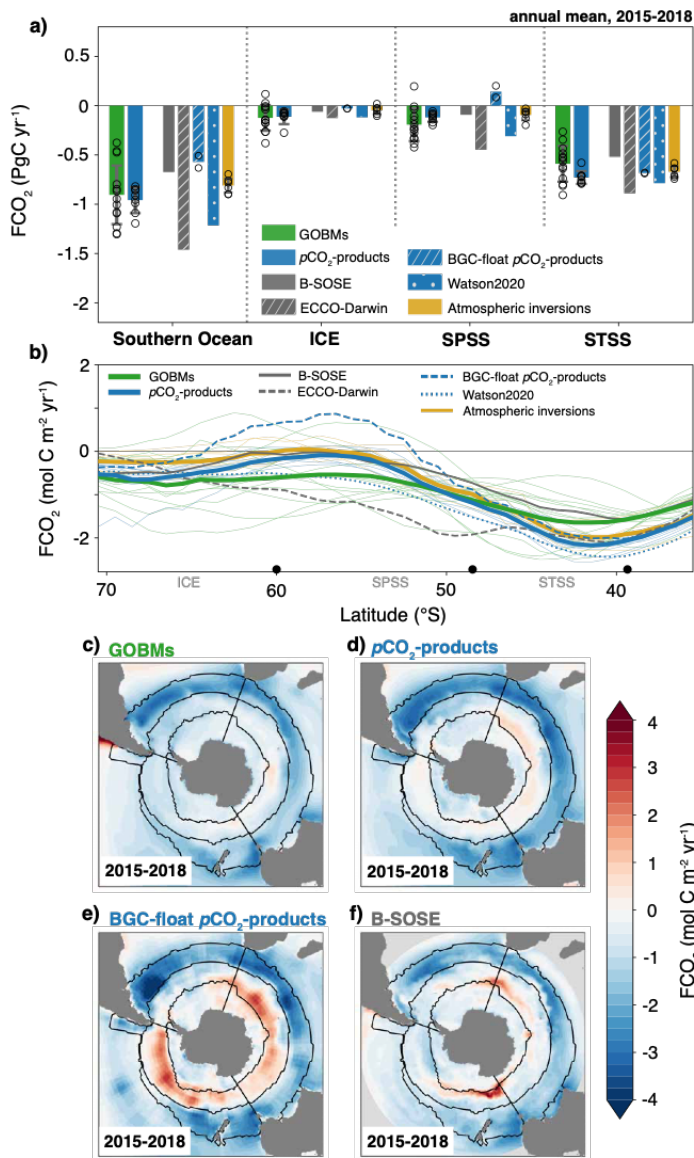 annual mean, 2015-2018
a)
0.5
0
-0.5
-1
-1.5
-2
FCO₂ (PgC yr⁻¹)
GOBMs
pCO₂-products
B-SOSE
ECCO-Darwin
BGC-float pCO₂-products
Watson2020
Atmospheric inversions
Southern Ocean ICE SPSS STSS
b)
2
0
-2
FCO₂ (mol C m⁻² yr⁻¹)
GOBMs
pCO₂-products
B-SOSE
ECCO-Darwin
BGC-float pCO₂-products
Watson2020
Atmospheric inversions
ICE SPSS STSS
70 60 50 40
Latitude (°S)
c) GOBMs
2015-2018
d) pCO₂-products
2015-2018
e) BGC-float pCO₂-products
2015-2018
f) B-SOSE
2015-2018
4
3
2
1
0
-1
-2
-3
-4
FCO₂ (mol C m⁻² yr⁻¹)